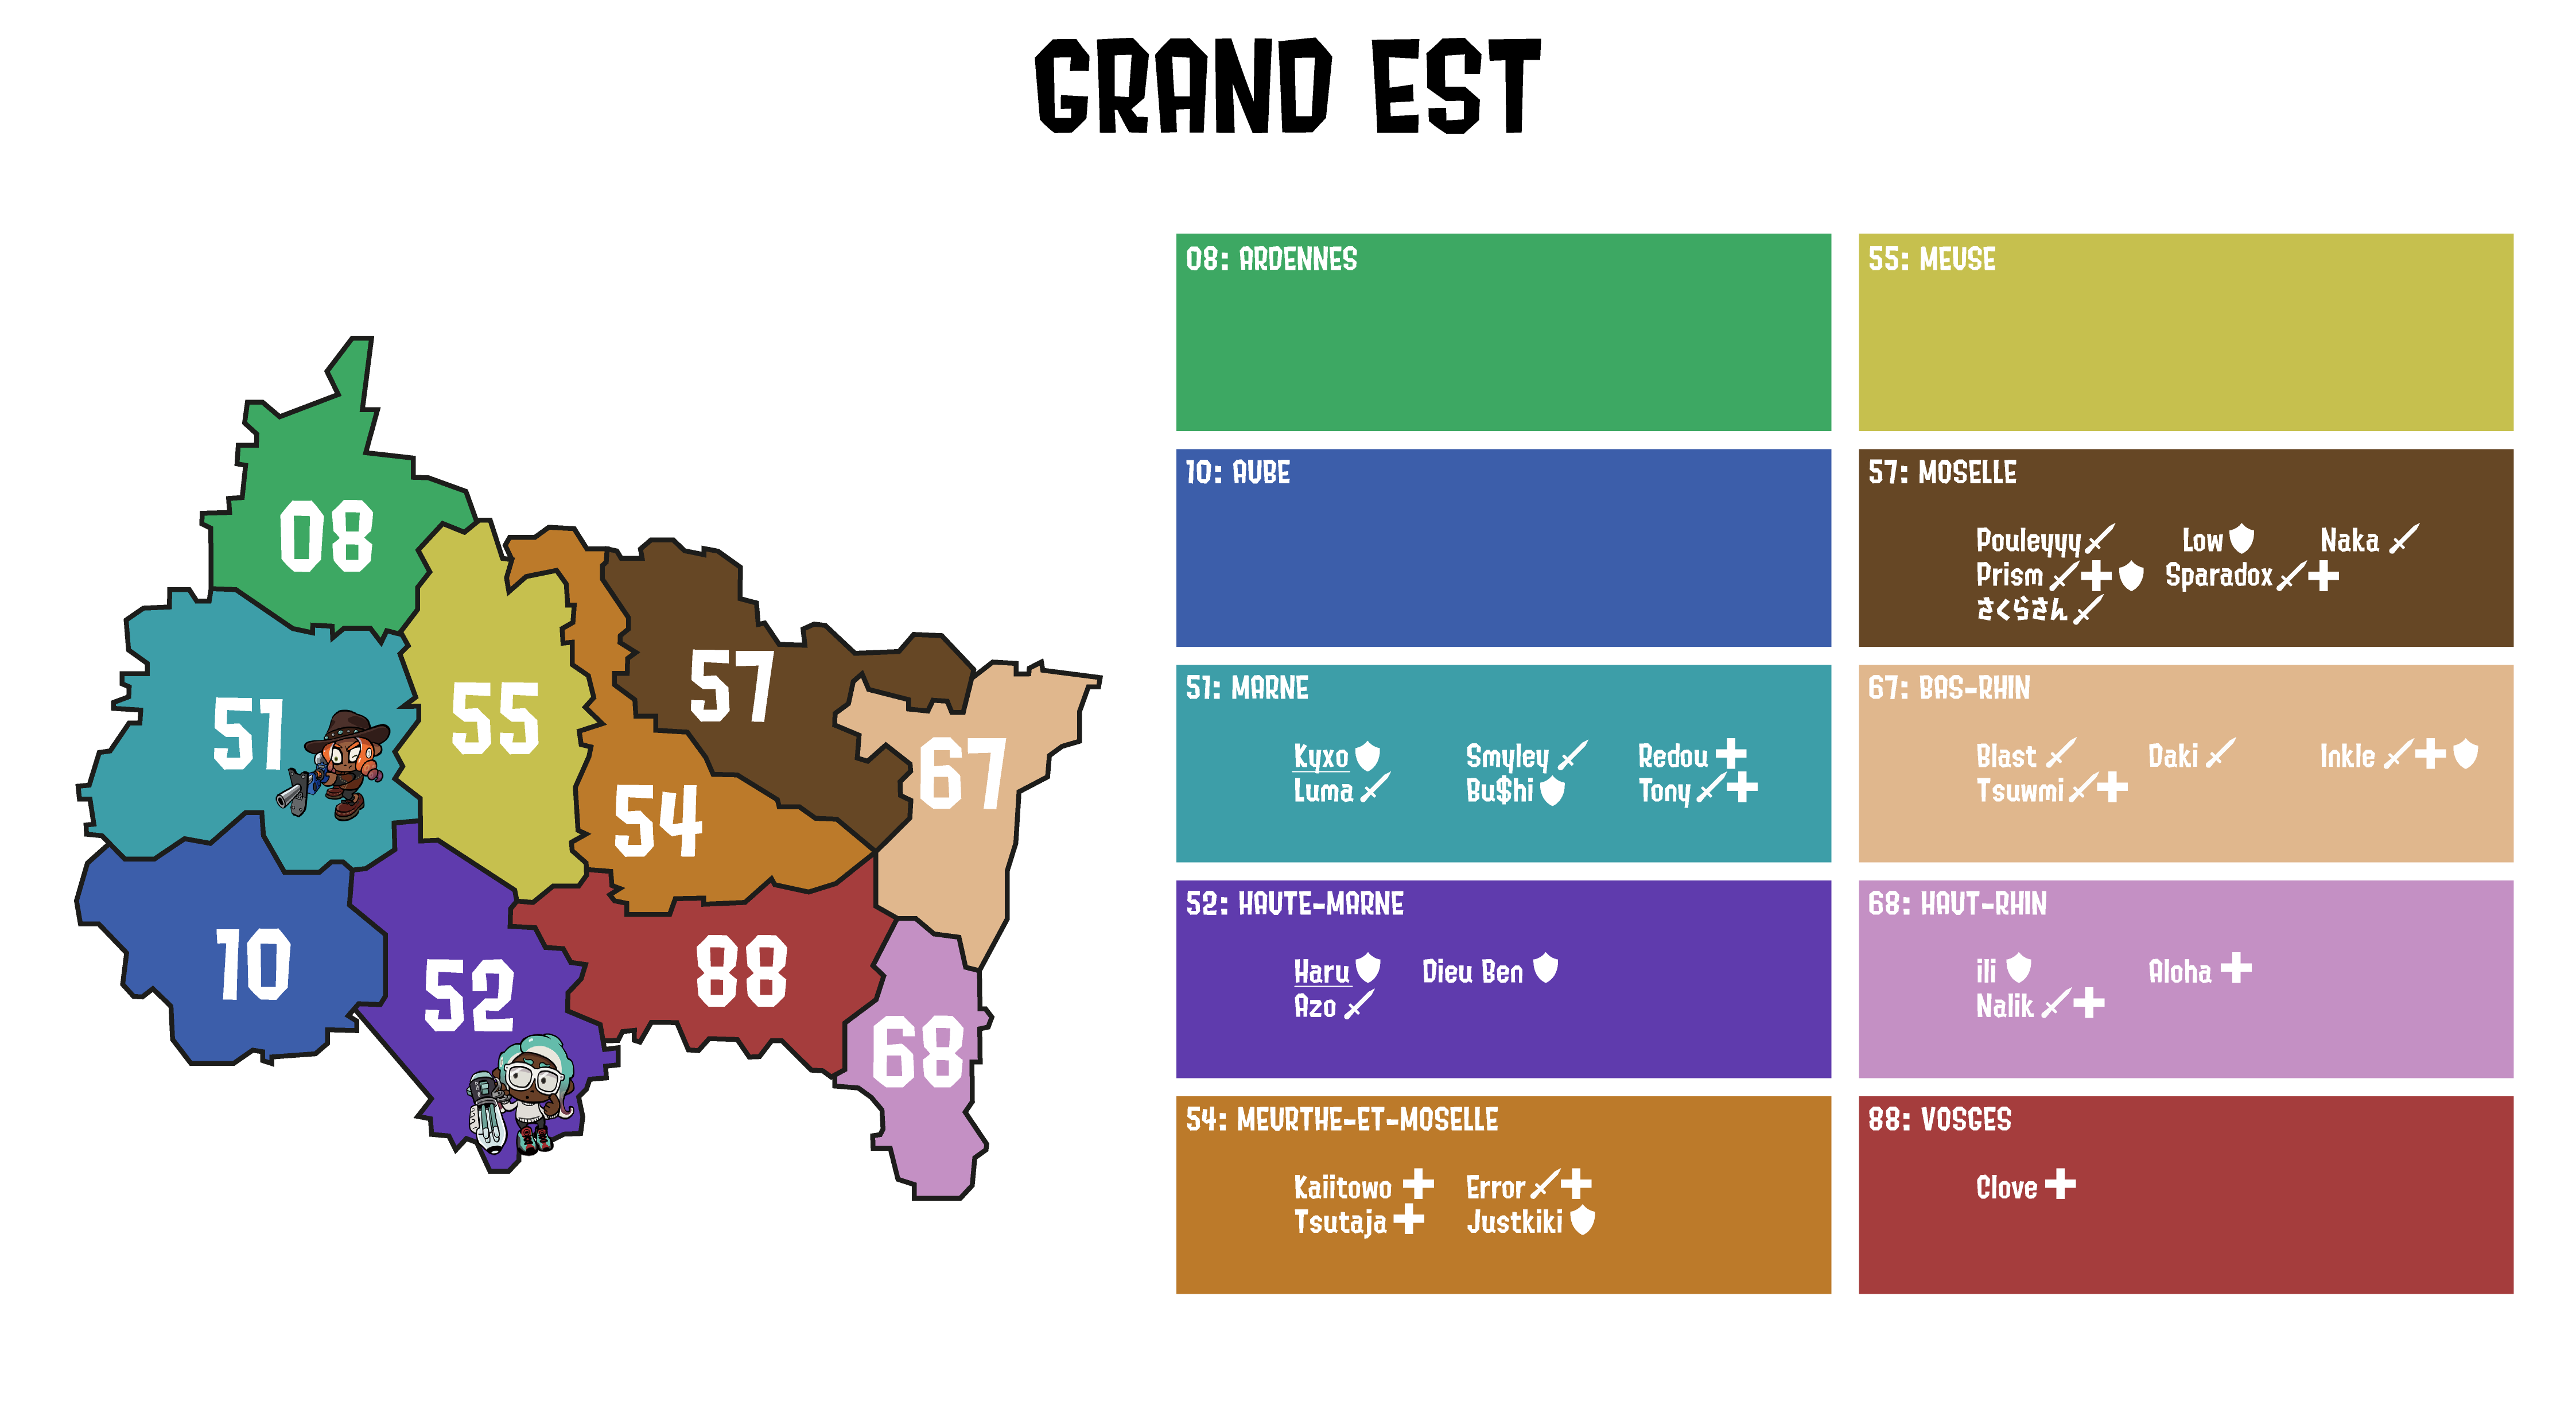 GRAND EST
08
51
55
57
67
54
10
52
88
68
08: ARDENNES
10: AUBE
51: MARNE
Kyxo Smyley Redou
Luma Bu$hi Tony
52: HAUTE-MARNE
Haru Dieu Ben
Azo
54: MEURTHE-ET-MOSELLE
Kaiitowo Error
Tsutaja Justkiki
55: MEUSE
57: MOSELLE
Pouleyyy Low Naka
Prism Sparadox
さくらさん
67: BAS-RHIN
Blast Daki Inkle
Tsuwmi
68: HAUT-RHIN
ili Aloha
Nalik
88: VOSGES
Clove